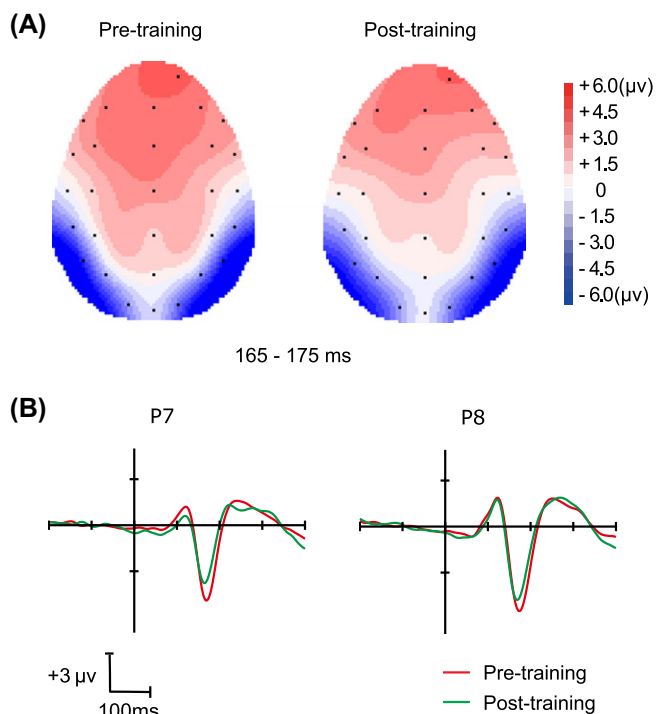 (A)
Pre-training
Post-training
+6.0(μv)
+4.5
+3.0
+1.5
0
-1.5
-3.0
-4.5
-6.0(μv)
165 - 175 ms
(B)
P7
P8
+3 μv
100ms
Pre-training
Post-training